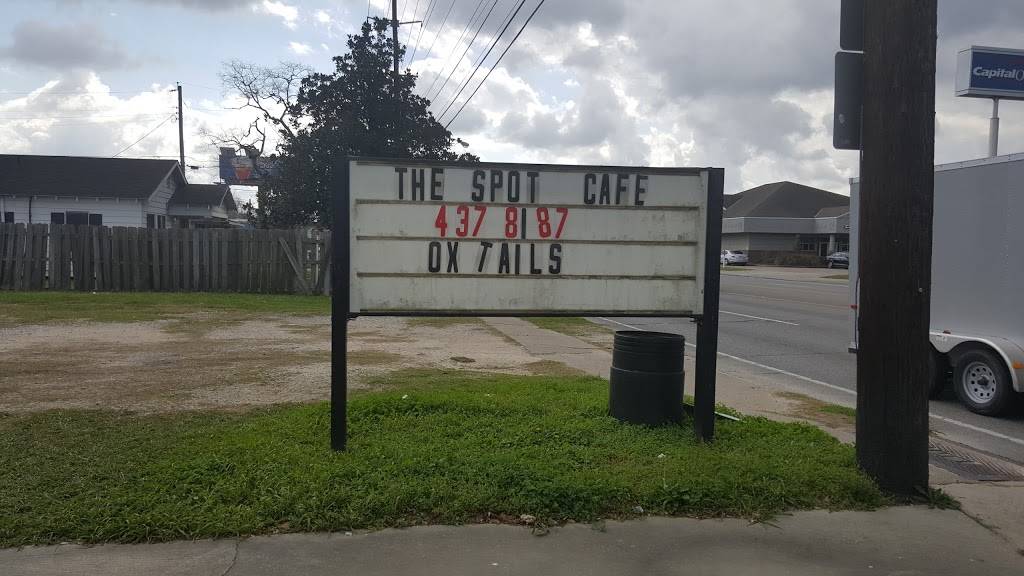 THE SPOT CAFE
437 8187
OX TAILS
Capital